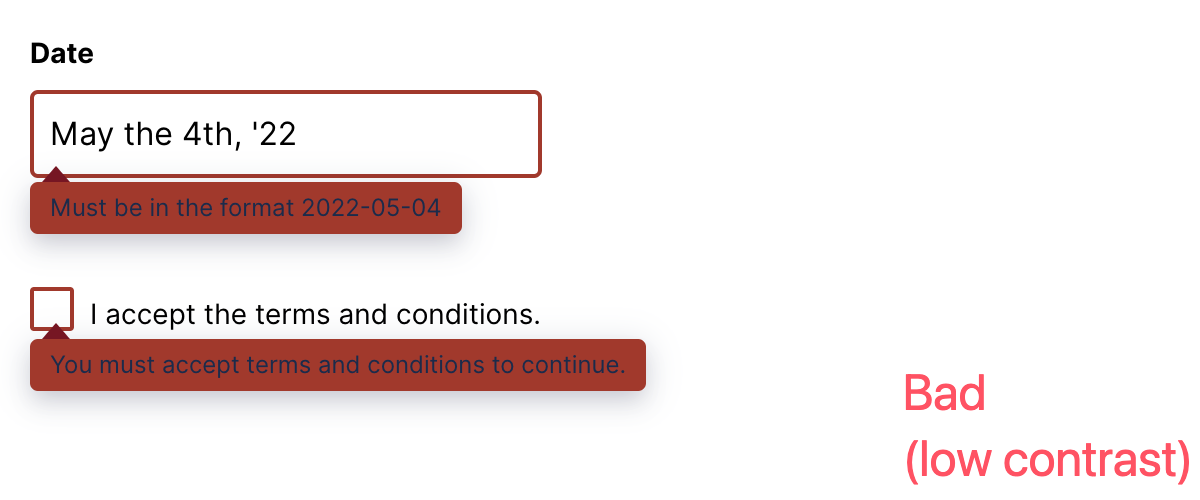 Date
May the 4th, '22
Must be in the format 2022-05-04
I accept the terms and conditions.
You must accept terms and conditions to continue.
Bad
(low contrast)